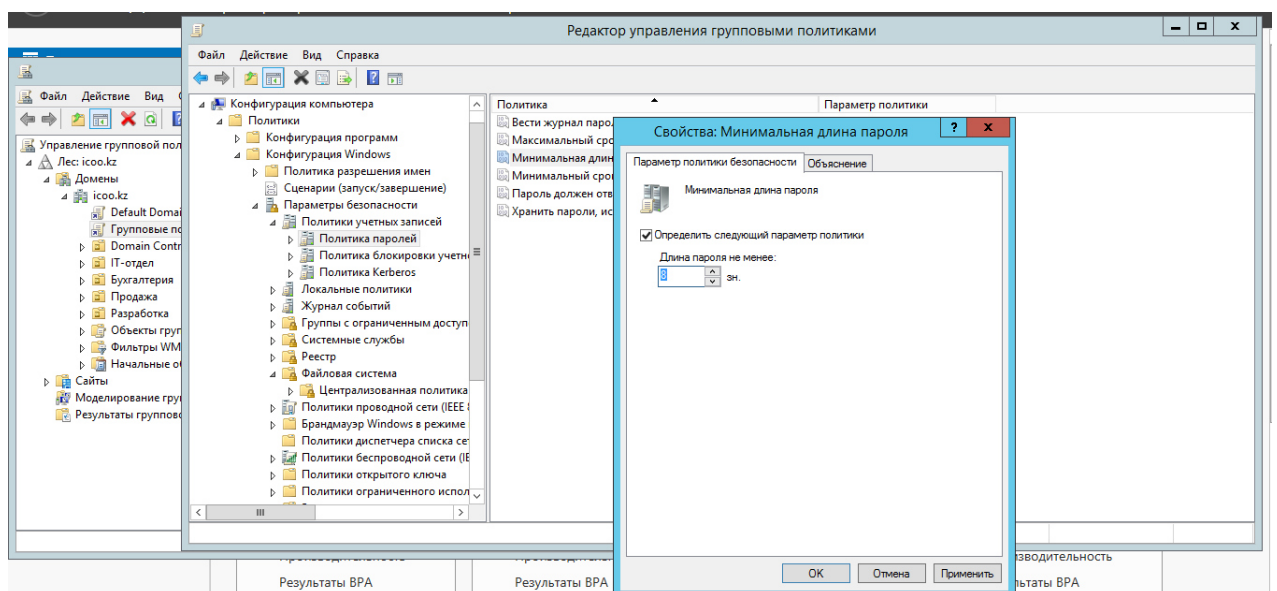 Редактор управления групповыми политиками
Файл Действие Вид Справка
Файл Действие Вид
Управление групповой пол
Лес: icoo.kz
Домены
icoo.kz
Default Domai
Групповые по
Domain Contr
IT-отдел
Бухгалтерия
Продажа
Разработка
Объекты груп
Фильтры WM
Начальные о
Сайты
Моделирование гру
Результаты группово
Конфигурация компьютера
Политики
Конфигурация программ
Конфигурация Windows
Политика разрешения имен
Сценарии (запуск/завершение)
Параметры безопасности
Политики учетных записей
Политика паролей
Политика блокировки учетн
Политика Kerberos
Локальные политики
Журнал событий
Группы с ограниченным доступ
Системные службы
Реестр
Файловая система
Централизованная политика
Политики проводной сети (IEEE 8
Брандмауэр Windows в режиме
Политики диспетчера списка се
Политики беспроводной сети (IE
Политики открытого ключа
Политики ограниченного испол
Политика Параметр политики
Вести журнал паро
Максимальный сро
Минимальная длин
Минимальный сро
Пароль должен отв
Хранить пароли, ис
Свойства: Минимальная длина пароля
Параметр политики безопасности Объяснение
Минимальная длина пароля
Определить следующий параметр политики
Длина пароля не менее:
8 зн.
OK Отмена Применить
изводительность
Результаты BPA Результаты BPA льтаты BPA